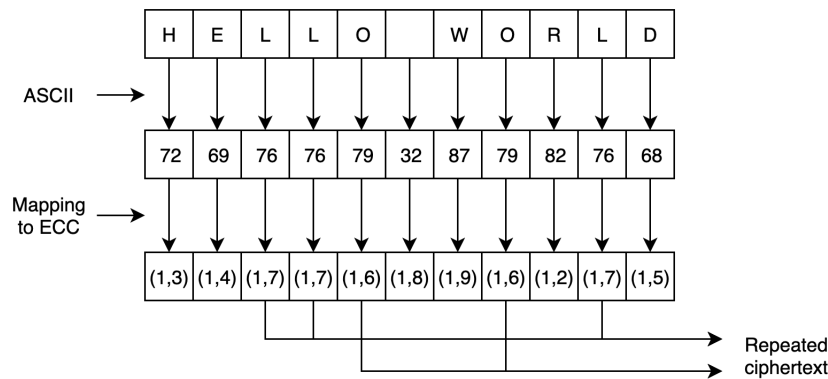 H E L L O W O R L D
ASCII
72 69 76 76 79 32 87 79 82 76 68
Mapping
to ECC
(1,3) (1,4) (1,7) (1,7) (1,6) (1,8) (1,9) (1,6) (1,2) (1,7) (1,5)
Repeated
ciphertext